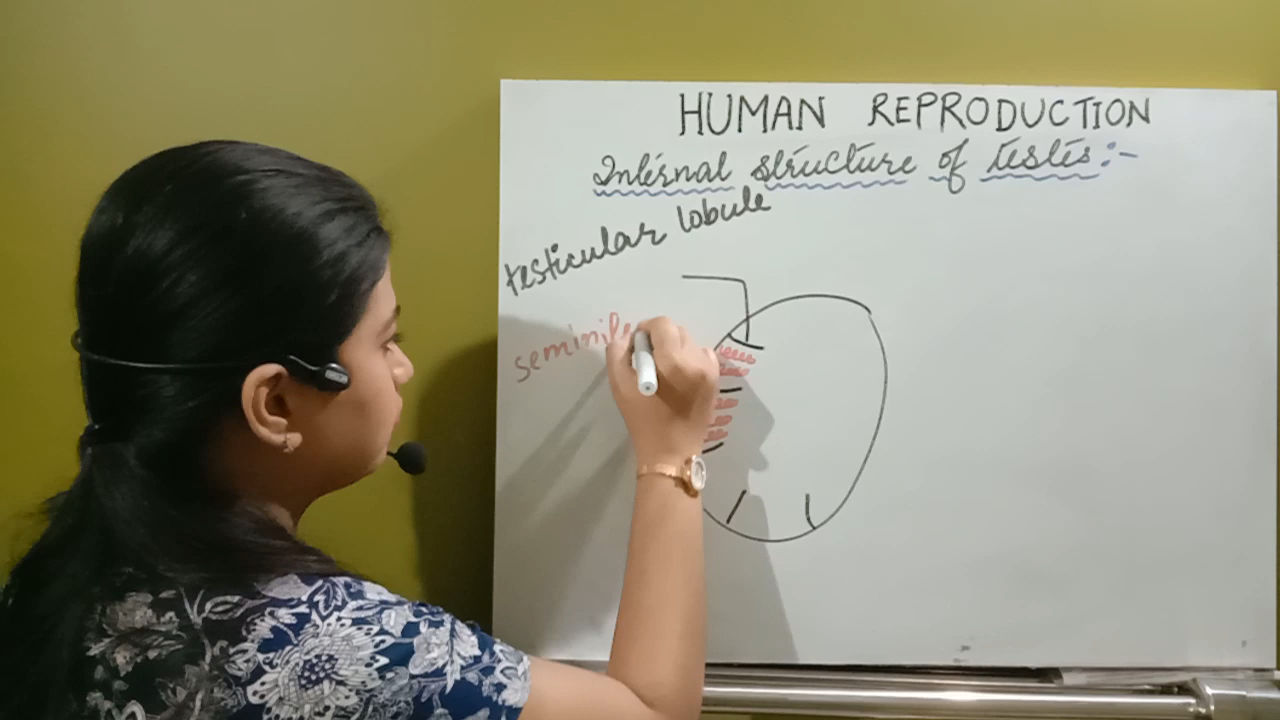 HUMAN REPRODUCTION
Internal structure of testes:-
testicular lobule